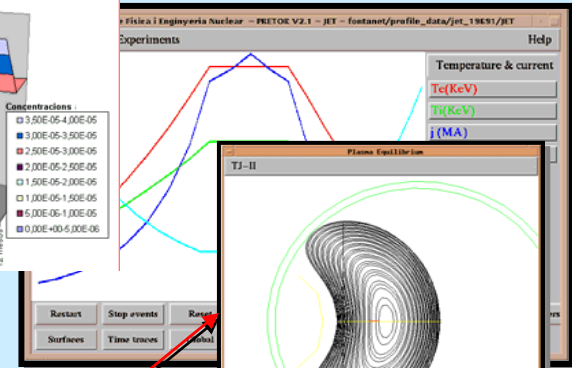 e Fisica i Enginyeria Nuclear - PRETOR V2.1 - JET - fontanet/profile_data/jet_19691/JET
Experiments
Help
Temperature & current
Te(KeV)
Ti(KeV)
j (MA)
Concentracions
3,50E-05-4,00E-05
3,00E-05-3,50E-05
2,50E-05-3,00E-05
2,00E-05-2,50E-05
1,50E-05-2,00E-05
1,00E-05-1,50E-05
5,00E-06-1,00E-05
0,00E+00-5,00E-06
Plasma Equilibrium
TJ-II
Restart
Stop events
Reset
Surfaces
Time traces